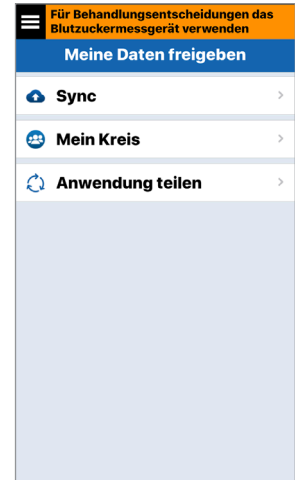 Für Behandlungsentscheidungen das
Blutzuckermessgerät verwenden
Meine Daten freigeben
Sync
Mein Kreis
Anwendung teilen